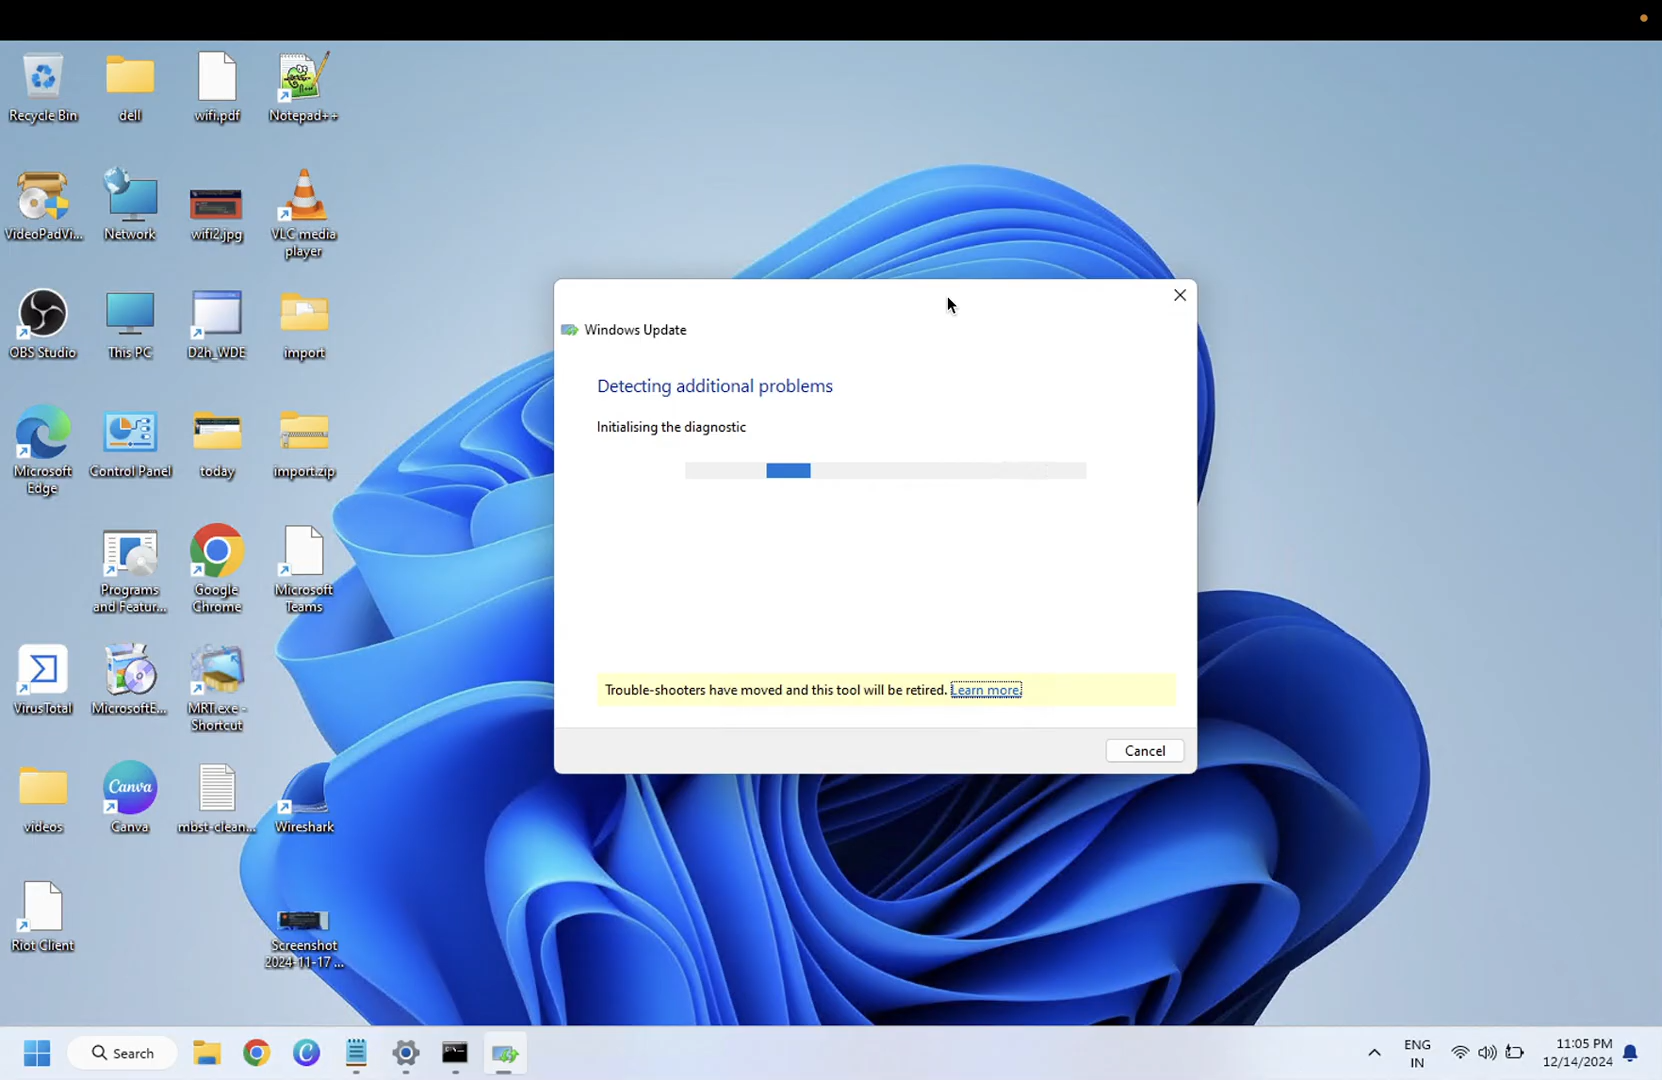 Recycle Bin
dell
wifi.pdf
Notepad++
VideoPadVi...
Network
wifi2.jpg
VLC media
player
OBS Studio
This PC
D2h_WDE
import
Microsoft
Edge
Control Panel
today
import.zip
Programs
and Featur...
Google
Chrome
Microsoft
Teams
VirusTotal
MicrosoftE...
MRT.exe -
Shortcut
videos
Canva
Canva
mbst-clean...
Wireshark
Riot Client
Screenshot
2024-11-17 ...
Windows Update
Detecting additional problems
Initialising the diagnostic
Trouble-shooters have moved and this tool will be retired. Learn more.
Cancel
Search
ENG
IN
11:05 PM
12/14/2024